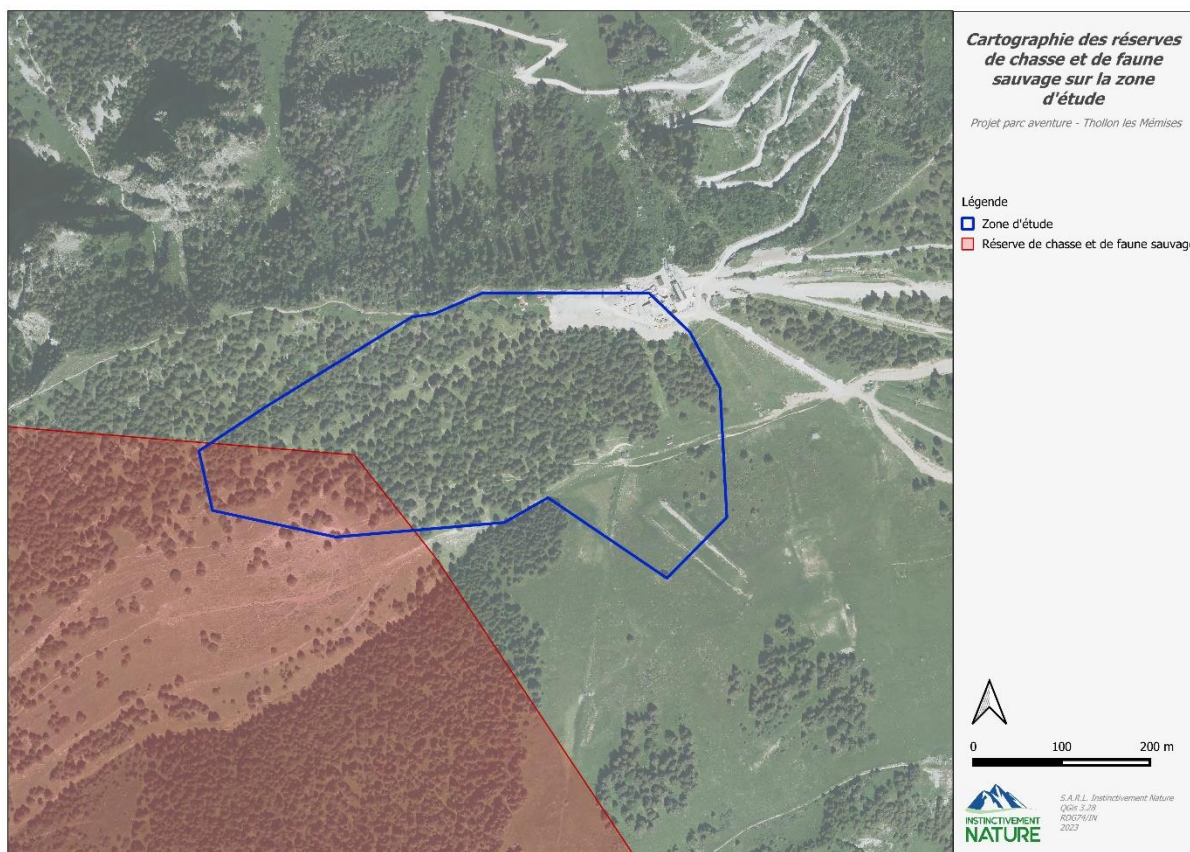 Cartographie des réserves
de chasse et de faune
sauvage sur la zone
d'étude
Projet parc aventure - Thollon les Mémises
Légende
Zone d'étude
Réserve de chasse et de faune sauvage
0 100 200 m
INSTINCTIVEMENT
NATURE
S.A.R.L. Instinctivement Nature
QGis 3.28
RDG74/IN
2023